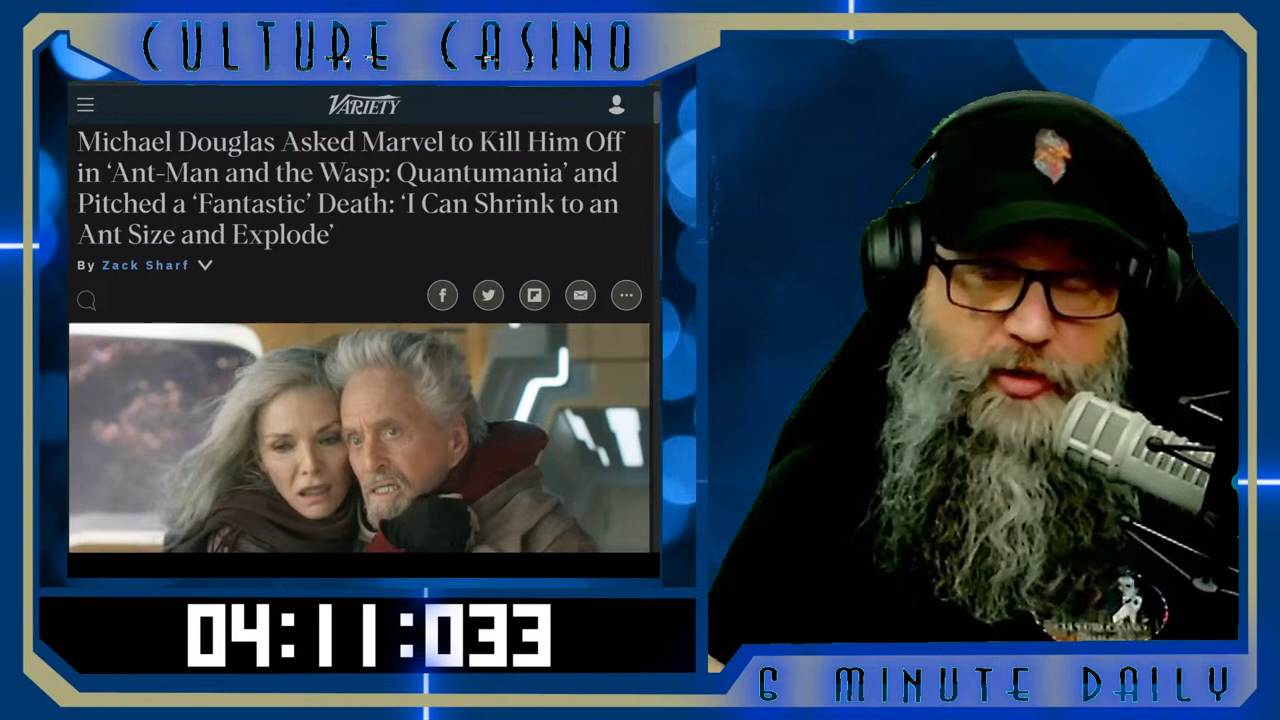 CULTURE CASINO
VARIETY
Michael Douglas Asked Marvel to Kill Him Off
in ‘Ant-Man and the Wasp: Quantumania’ and
Pitched a ‘Fantastic’ Death: ‘I Can Shrink to an
Ant Size and Explode’
By Zack Sharf
04:11:033
6 MINUTE DAILY